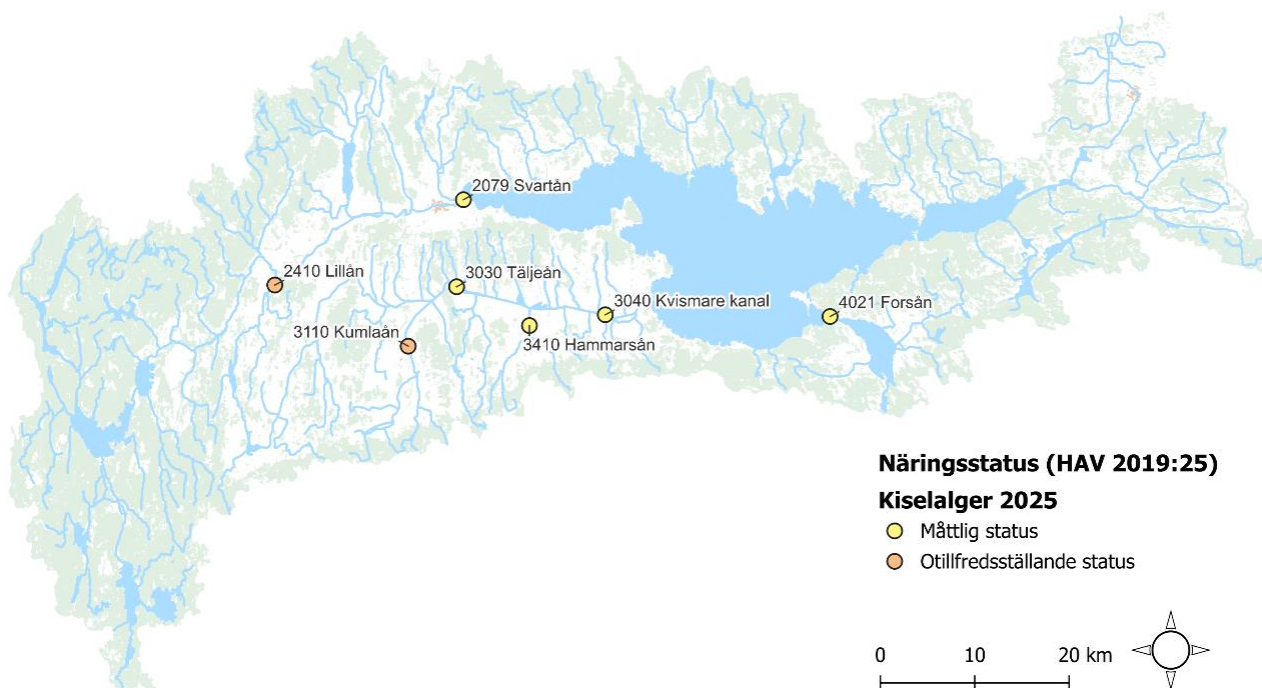 2079 Svartån
2410 Lillån
3030 Täljeån
3040 Kvismare kanal
4021 Forsån
3110 Kumlaån
3410 Hammarsån
Näringsstatus (HAV 2019:25)
Kiselalger 2025
Måttlig status
Otillfredsställande status
0 10 20 km